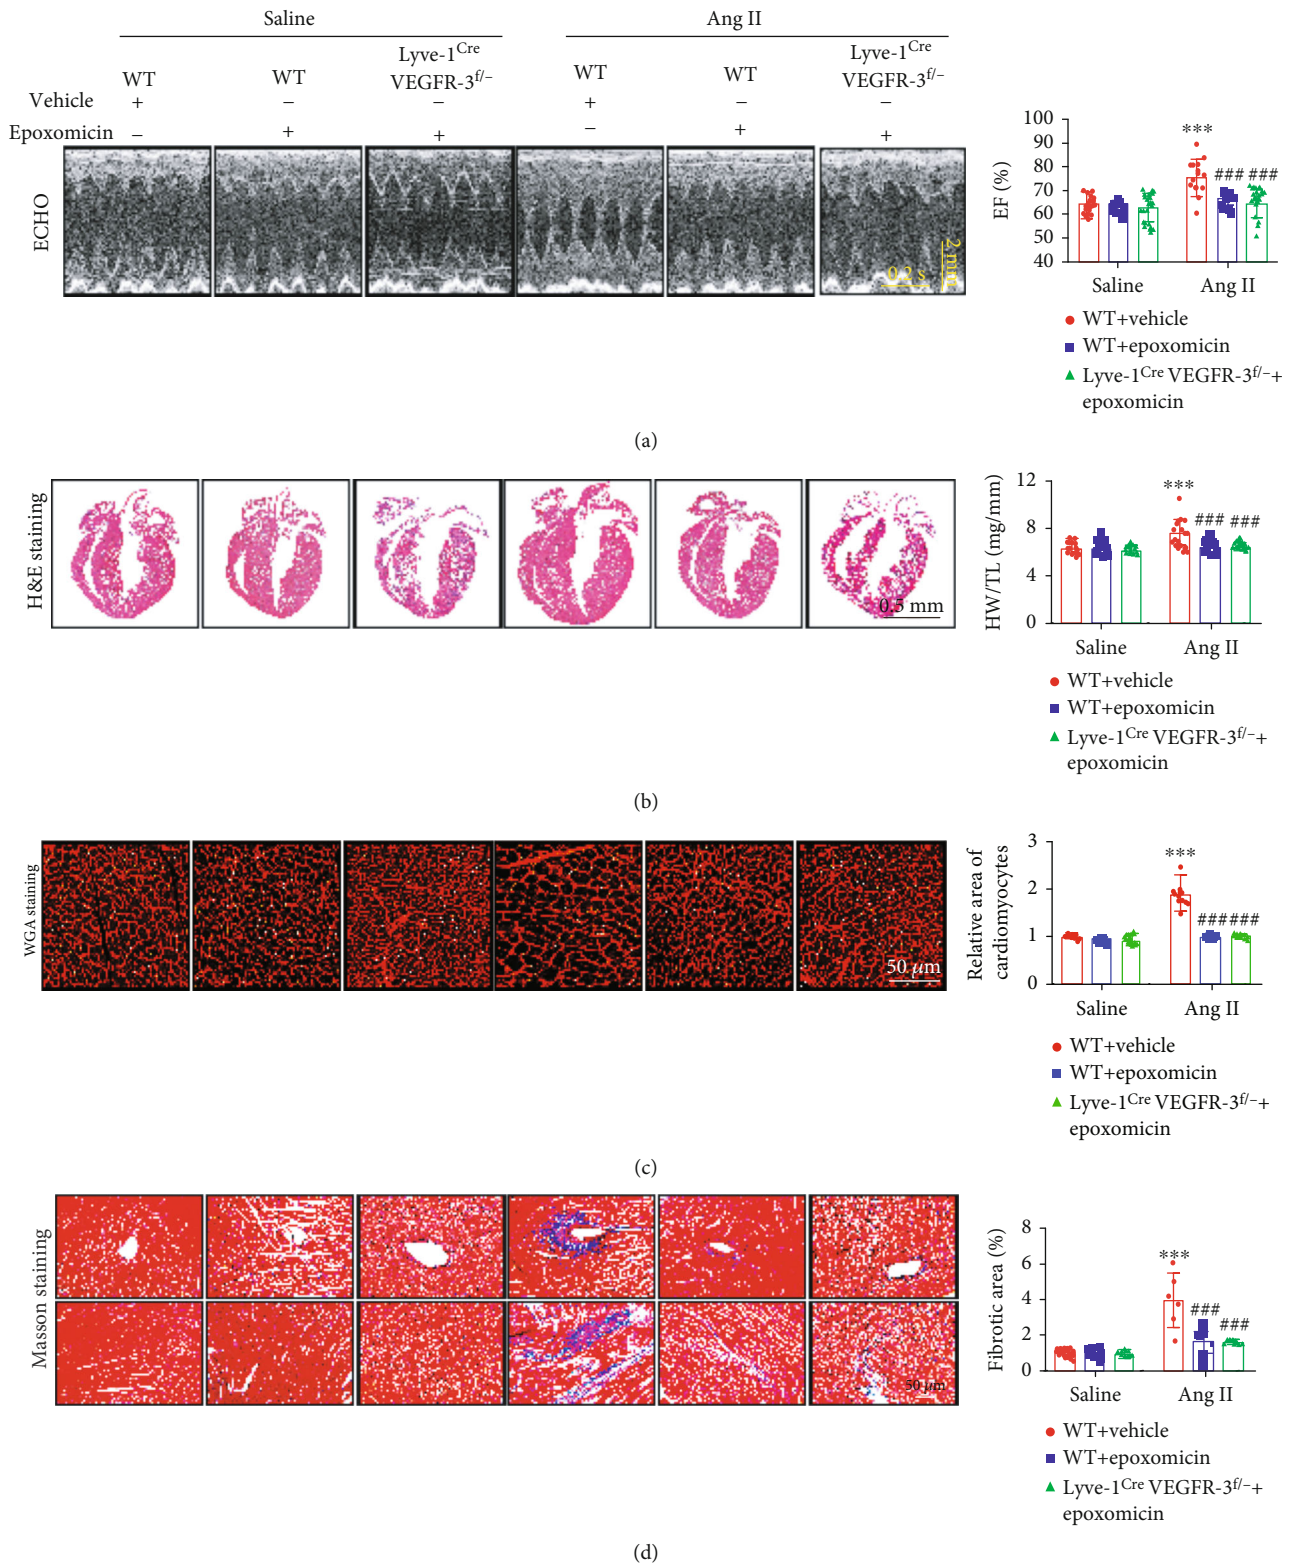 Saline Ang II
WT WT Lyve-1Cre VEGFR-3f/− WT WT Lyve-1Cre VEGFR-3f/−
Vehicle + − − + − −
Epoxomicin − + + − + +
ECHO
0.2 s
2 mm
EF (%)
100
90
80
70
60
50
40
***
### ###
Saline Ang II
WT+vehicle
WT+epoxomicin
Lyve-1Cre VEGFR-3f/−+
epoxomicin
(a)
H&E staining
0.5 mm
HW/TL (mg/mm)
12
8
4
0
***
### ###
Saline Ang II
WT+vehicle
WT+epoxomicin
Lyve-1Cre VEGFR-3f/−+
epoxomicin
(b)
WGA staining
50 μm
Relative area of
cardiomyocytes
3
2
1
0
***
######
Saline Ang II
WT+vehicle
WT+epoxomicin
Lyve-1Cre VEGFR-3f/−+
epoxomicin
(c)
Masson staining
50 μm
Fibrotic area (%)
8
6
4
2
0
***
###
###
Saline Ang II
WT+vehicle
WT+epoxomicin
Lyve-1Cre VEGFR-3f/−+
epoxomicin
(d)